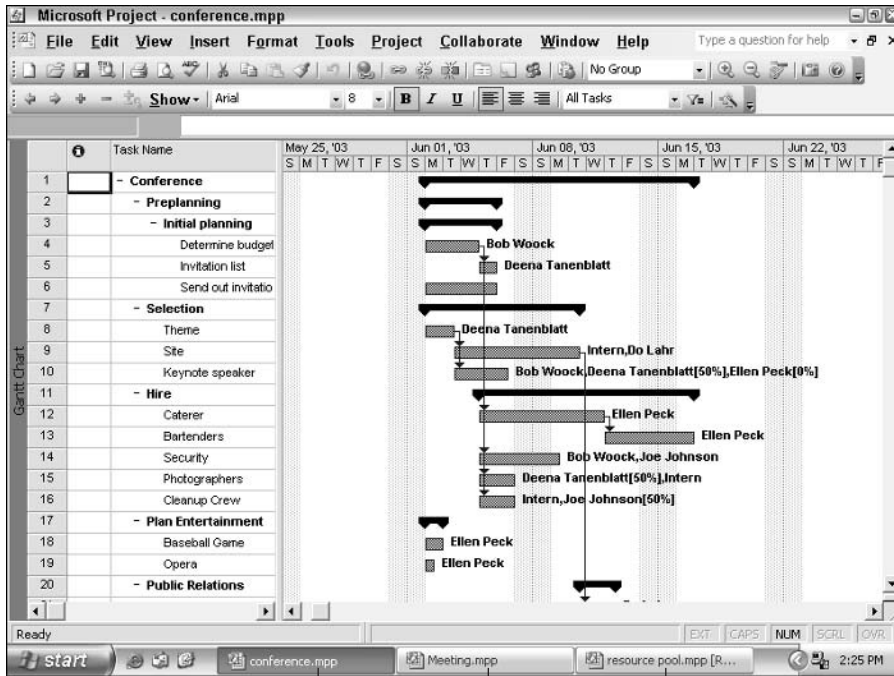 Microsoft Project - conference.mpp
File Edit View Insert Format Tools Project Collaborate Window Help Type a question for help
No Group
Show Arial 8 B I U All Tasks
Task Name May 25, '03 Jun 01, '03 Jun 08, '03 Jun 15, '03 Jun 22, '03
S M T W T F S S M T W T F S S M T W T F S S M T W T F S S M T W T F
1 Conference
2 Preplanning
3 Initial planning
4 Determine budget Bob Woock
5 Invitation list Deena Tanenblatt
6 Send out invitatio
7 Selection
8 Theme Deena Tanenblatt
9 Site Intern,Do Lahr
10 Keynote speaker Bob Woock,Deena Tanenblatt[50%],Ellen Peck[0%]
11 Hire
12 Caterer Ellen Peck
13 Bartenders Ellen Peck
14 Security Bob Woock,Joe Johnson
15 Photographers Deena Tanenblatt[50%],Intern
16 Cleanup Crew Intern,Joe Johnson[50%]
17 Plan Entertainment
18 Baseball Game Ellen Peck
19 Opera Ellen Peck
20 Public Relations
Gantt Chart
Ready EXT CAPS NUM SCRL OVR
start conference.mpp Meeting.mpp resource pool.mpp [R... 2:25 PM